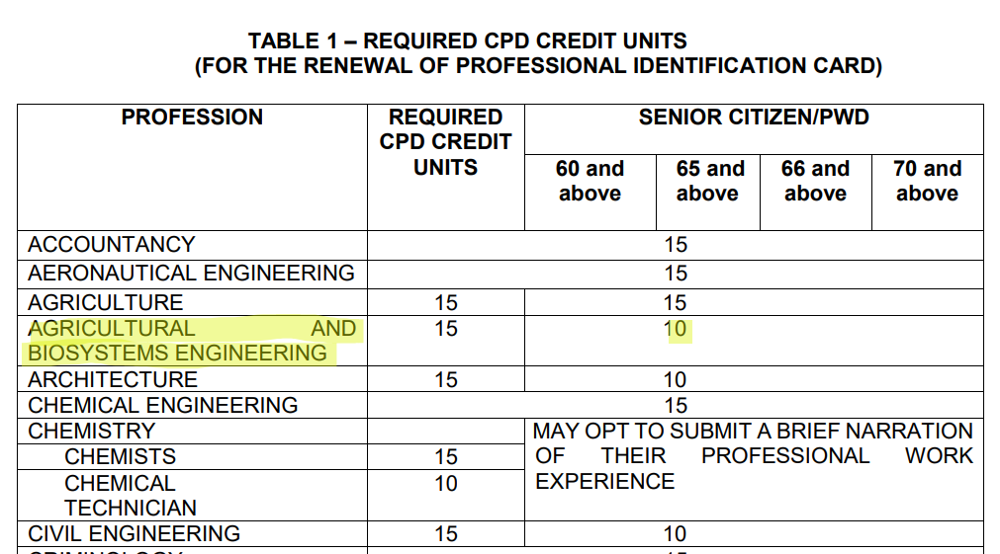 TABLE 1 – REQUIRED CPD CREDIT UNITS
(FOR THE RENEWAL OF PROFESSIONAL IDENTIFICATION CARD)
PROFESSION REQUIRED CPD CREDIT UNITS SENIOR CITIZEN/PWD
60 and above 65 and above 66 and above 70 and above
ACCOUNTANCY 15
AERONAUTICAL ENGINEERING 15
AGRICULTURE 15 15
AGRICULTURAL AND 15 10
BIOSYSTEMS ENGINEERING
ARCHITECTURE 15 10
CHEMICAL ENGINEERING 15
CHEMISTRY MAY OPT TO SUBMIT A BRIEF NARRATION
CHEMISTS 15 OF THEIR PROFESSIONAL WORK
CHEMICAL 10 EXPERIENCE
TECHNICIAN
CIVIL ENGINEERING 15 10